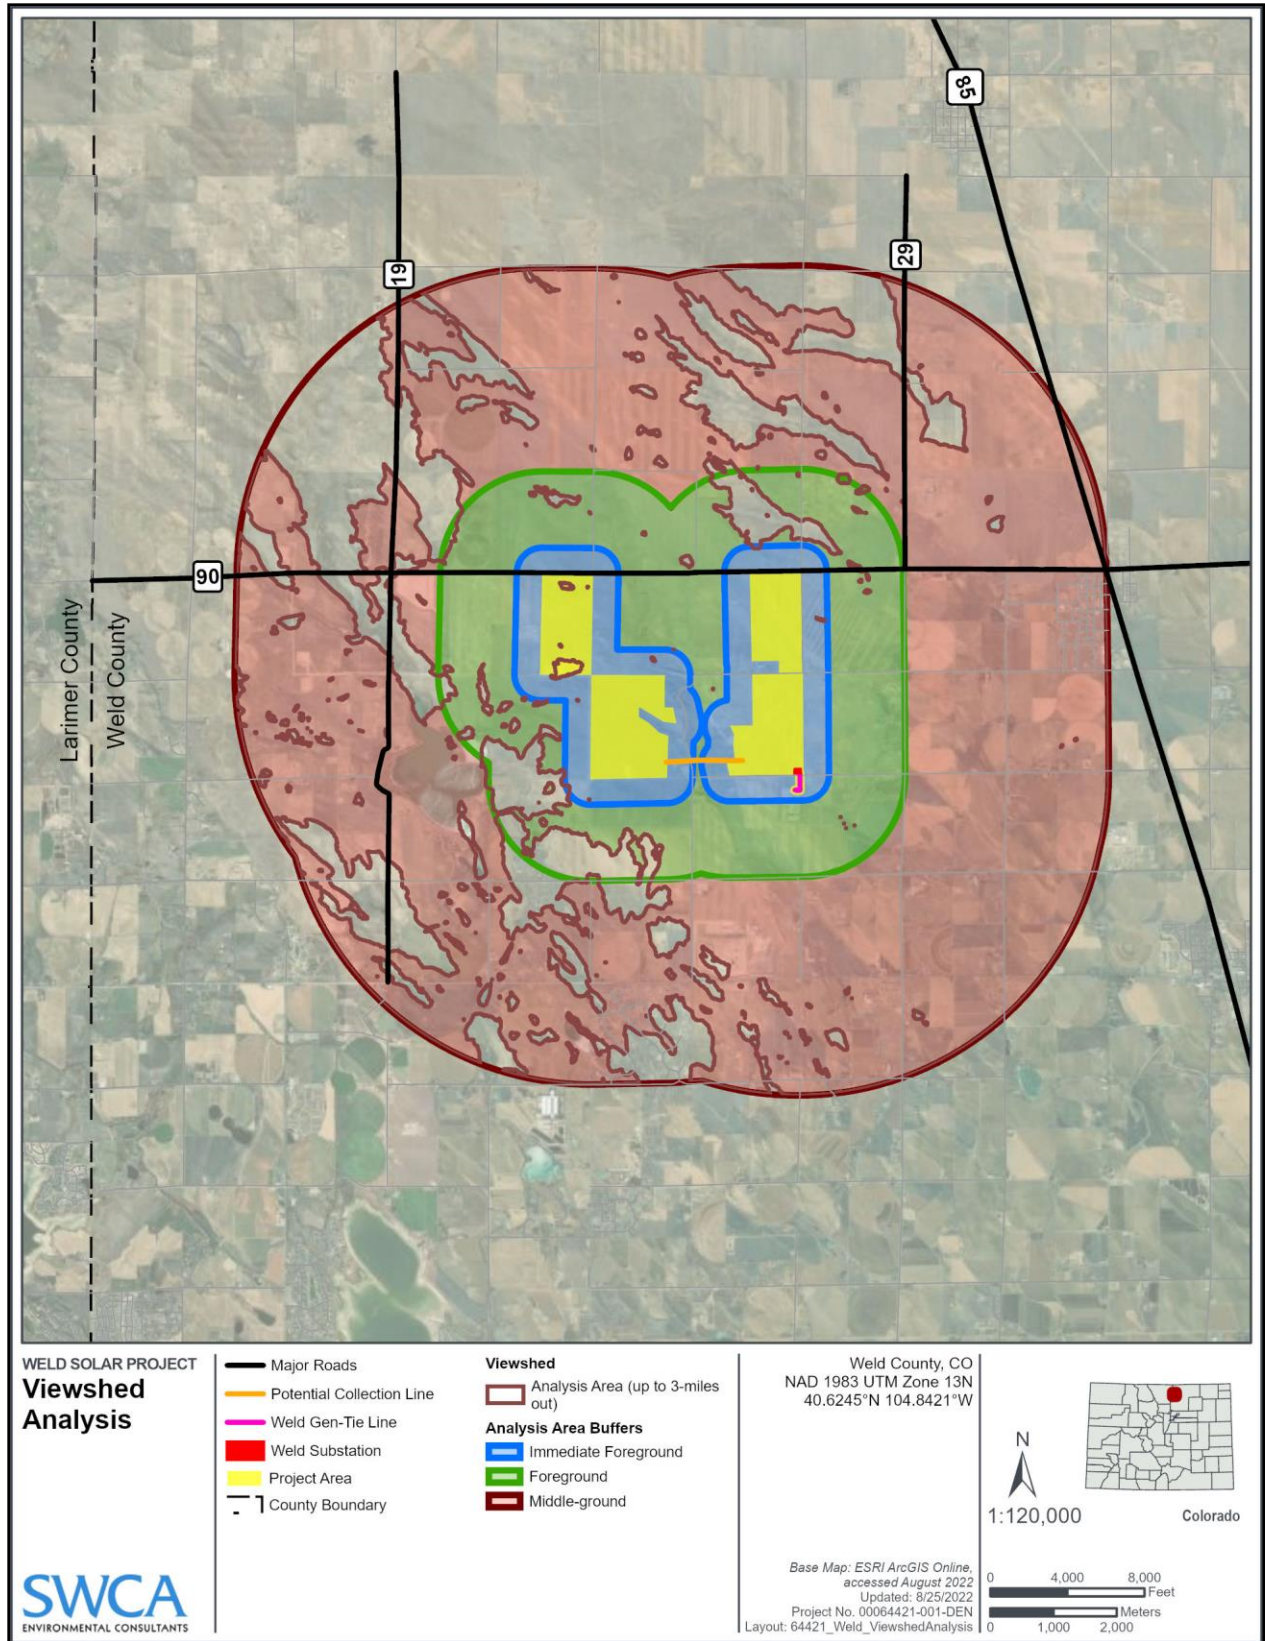 85
19
29
90
Larimer County
Weld County
WELD SOLAR PROJECT
Viewshed
Analysis
Major Roads
Potential Collection Line
Weld Gen-Tie Line
Weld Substation
Project Area
County Boundary
Viewshed
Analysis Area (up to 3-miles
out)
Analysis Area Buffers
Immediate Foreground
Foreground
Middle-ground
Weld County, CO
NAD 1983 UTM Zone 13N
40.6245°N 104.8421°W
N
1:120,000
Colorado
Base Map: ESRI ArcGIS Online,
accessed August 2022
Updated: 8/25/2022
Project No. 00064421-001-DEN
Layout: 64421_Weld_ViewshedAnalysis
0 4,000 8,000
Feet
Meters
0 1,000 2,000
SWCA
ENVIRONMENTAL CONSULTANTS